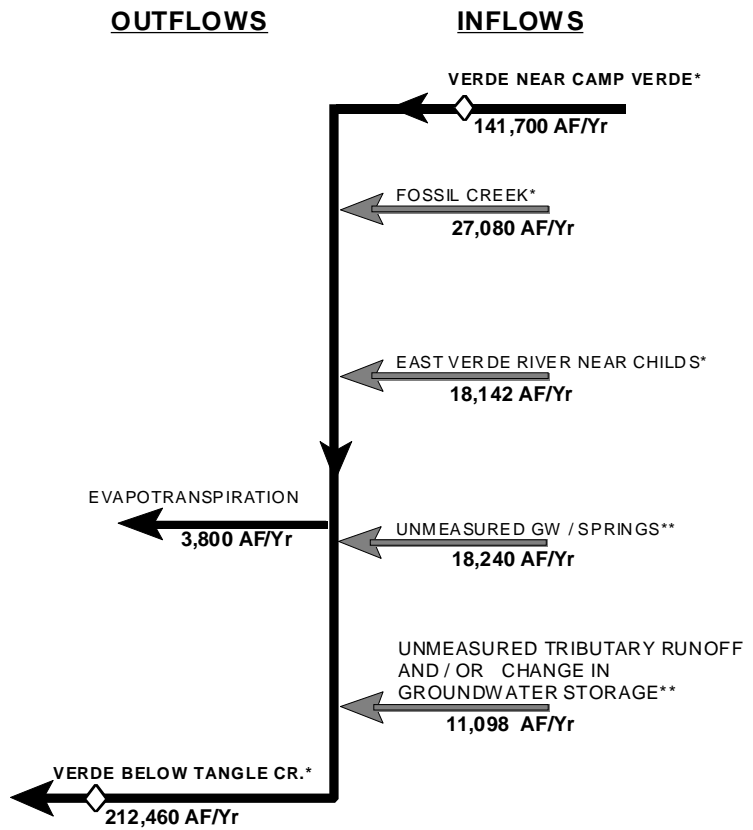 OUTFLOWS
INFLOWS
VERDE NEAR CAMP VERDE*
141,700 AF/Yr
FOSSIL CREEK*
27,080 AF/Yr
EAST VERDE RIVER NEAR CHILDS*
18,142 AF/Yr
EVAPOTRANSPIRATION
3,800 AF/Yr
UNMEASURED GW / SPRINGS**
18,240 AF/Yr
UNMEASURED TRIBUTARY RUNOFF
AND / OR CHANGE IN
GROUNDWATER STORAGE**
11,098 AF/Yr
VERDE BELOW TANGLE CR.*
212,460 AF/Yr